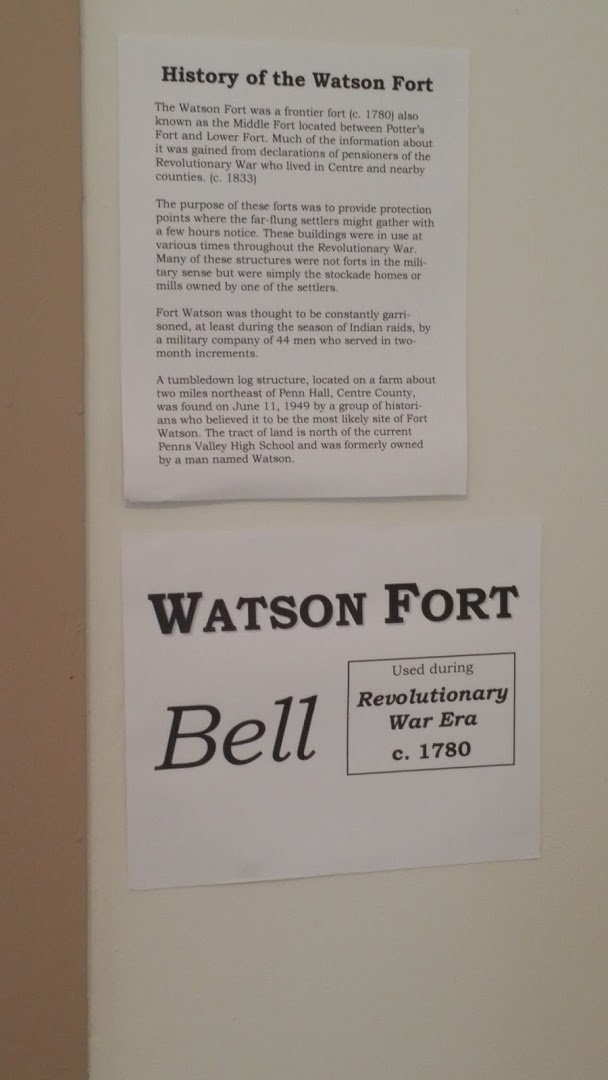 History of the Watson Fort
The Watson Fort was a frontier fort (c. 1780) also
known as the Middle Fort located between Potter's
Fort and Lower Fort. Much of the information about
it was gained from declarations of pensioners of the
Revolutionary War who lived in Centre and nearby
counties. (c. 1833)
The purpose of these forts was to provide protection
points where the far-flung settlers might gather with
a few hours notice. These buildings were in use at
various times throughout the Revolutionary War.
Many of these structures were not forts in the mili-
tary sense but were simply the stockade homes or
mills owned by one of the settlers.
Fort Watson was thought to be constantly garri-
soned, at least during the season of Indian raids, by
a military company of 44 men who served in two-
month increments.
A tumbledown log structure, located on a farm about
two miles northeast of Penn Hall, Centre County,
was found on June 11, 1949 by a group of histori-
ans who believed it to be the most likely site of Fort
Watson. The tract of land is north of the current
Penns Valley High School and was formerly owned
by a man named Watson.
WATSON FORT
Bell
Used during
Revolutionary
War Era
c. 1780